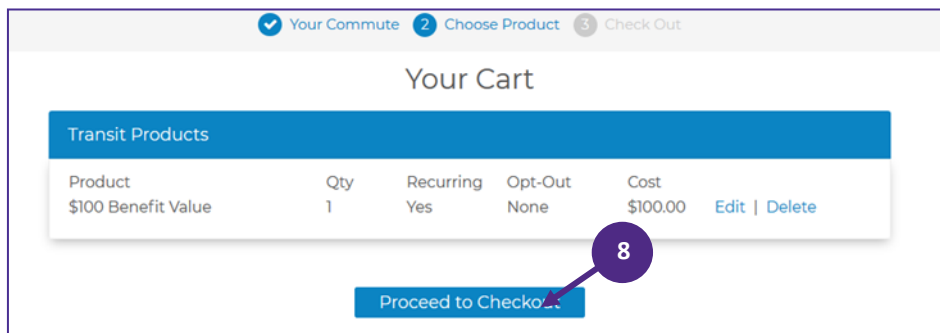 Your Commute 2 Choose Product 3 Check Out
Your Cart
Transit Products
Product Qty Recurring Opt-Out Cost
$100 Benefit Value 1 Yes None $100.00 Edit | Delete
8
Proceed to Checkout